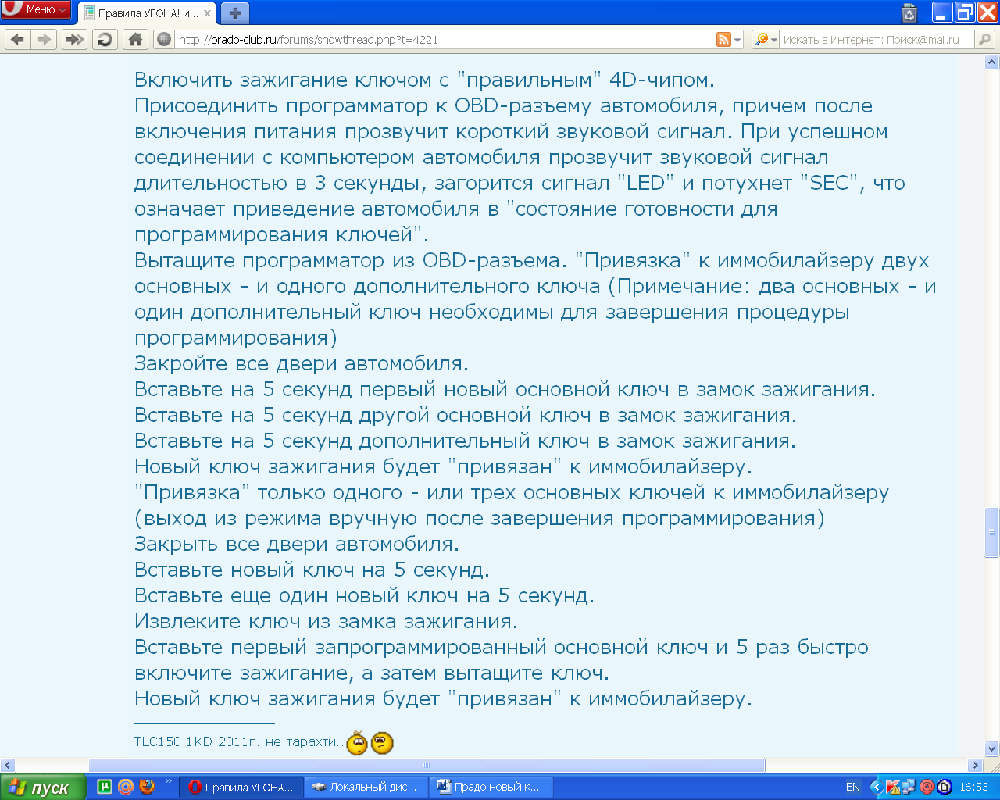 Меню
Правила УГОНА! и...
http://prado-club.ru/forums/showthread.php?t=4221
Искать в Интернет: Поиск@mail.ru
Включить зажигание ключом с "правильным" 4D-чипом.
Присоединить программатор к OBD-разъему автомобиля, причем после
включения питания прозвучит короткий звуковой сигнал. При успешном
соединении с компьютером автомобиля прозвучит звуковой сигнал
длительностью в 3 секунды, загорится сигнал "LED" и потухнет "SEC", что
означает приведение автомобиля в "состояние готовности для
программирования ключей".
Вытащите программатор из OBD-разъема. "Привязка" к иммобилайзеру двух
основных - и одного дополнительного ключа (Примечание: два основных - и
один дополнительный ключ необходимы для завершения процедуры
программирования)
Закройте все двери автомобиля.
Вставьте на 5 секунд первый новый основной ключ в замок зажигания.
Вставьте на 5 секунд другой основной ключ в замок зажигания.
Вставьте на 5 секунд дополнительный ключ в замок зажигания.
Новый ключ зажигания будет "привязан" к иммобилайзеру.
"Привязка" только одного - или трех основных ключей к иммобилайзеру
(выход из режима вручную после завершения программирования)
Закрыть все двери автомобиля.
Вставьте новый ключ на 5 секунд.
Вставьте еще один новый ключ на 5 секунд.
Извлеките ключ из замка зажигания.
Вставьте первый запрограммированный основной ключ и 5 раз быстро
включите зажигание, а затем вытащите ключ.
Новый ключ зажигания будет "привязан" к иммобилайзеру.
TLC150 1KD 2011г. не тарахти..
пуск
Правила УГОНА...
Локальный дис...
Прадо новый к...
EN
16:53